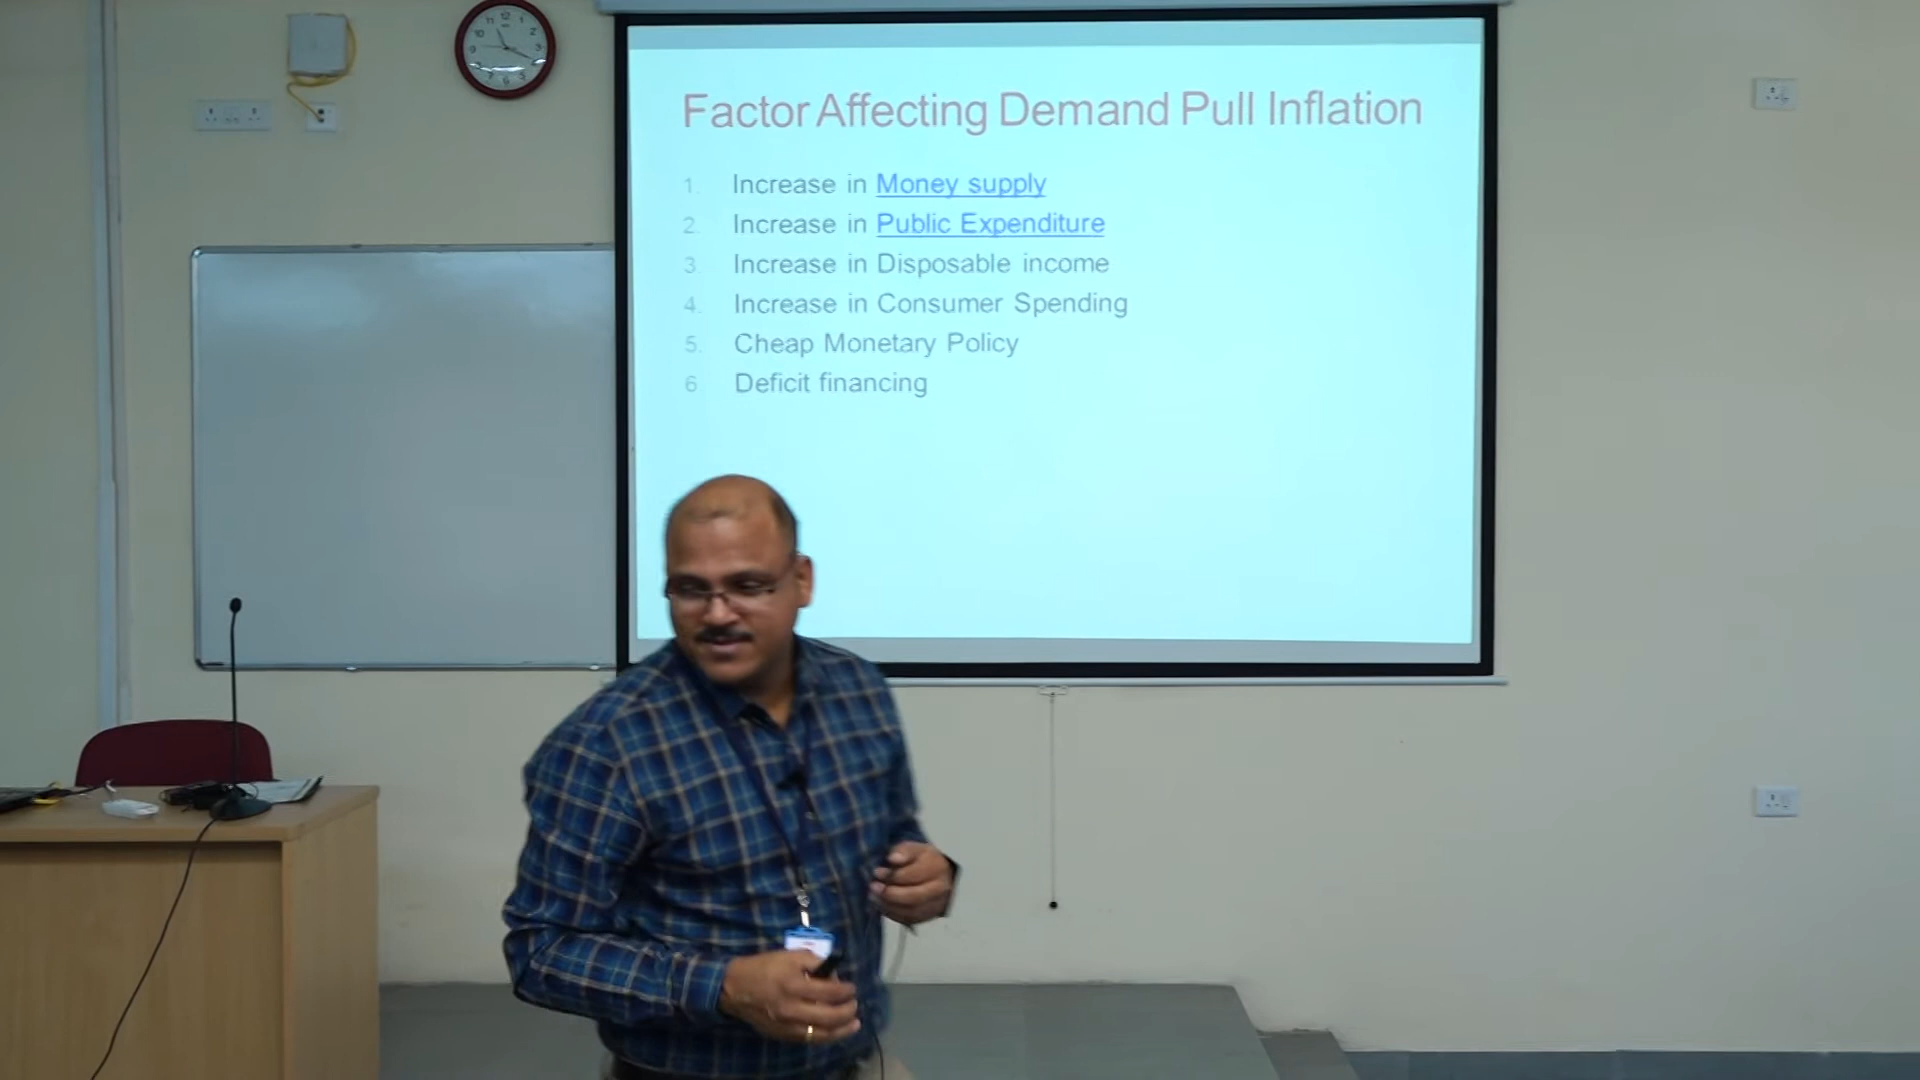 Factor Affecting Demand Pull Inflation
1. Increase in Money supply
2. Increase in Public Expenditure
3. Increase in Disposable income
4. Increase in Consumer Spending
5. Cheap Monetary Policy
6 Deficit financing